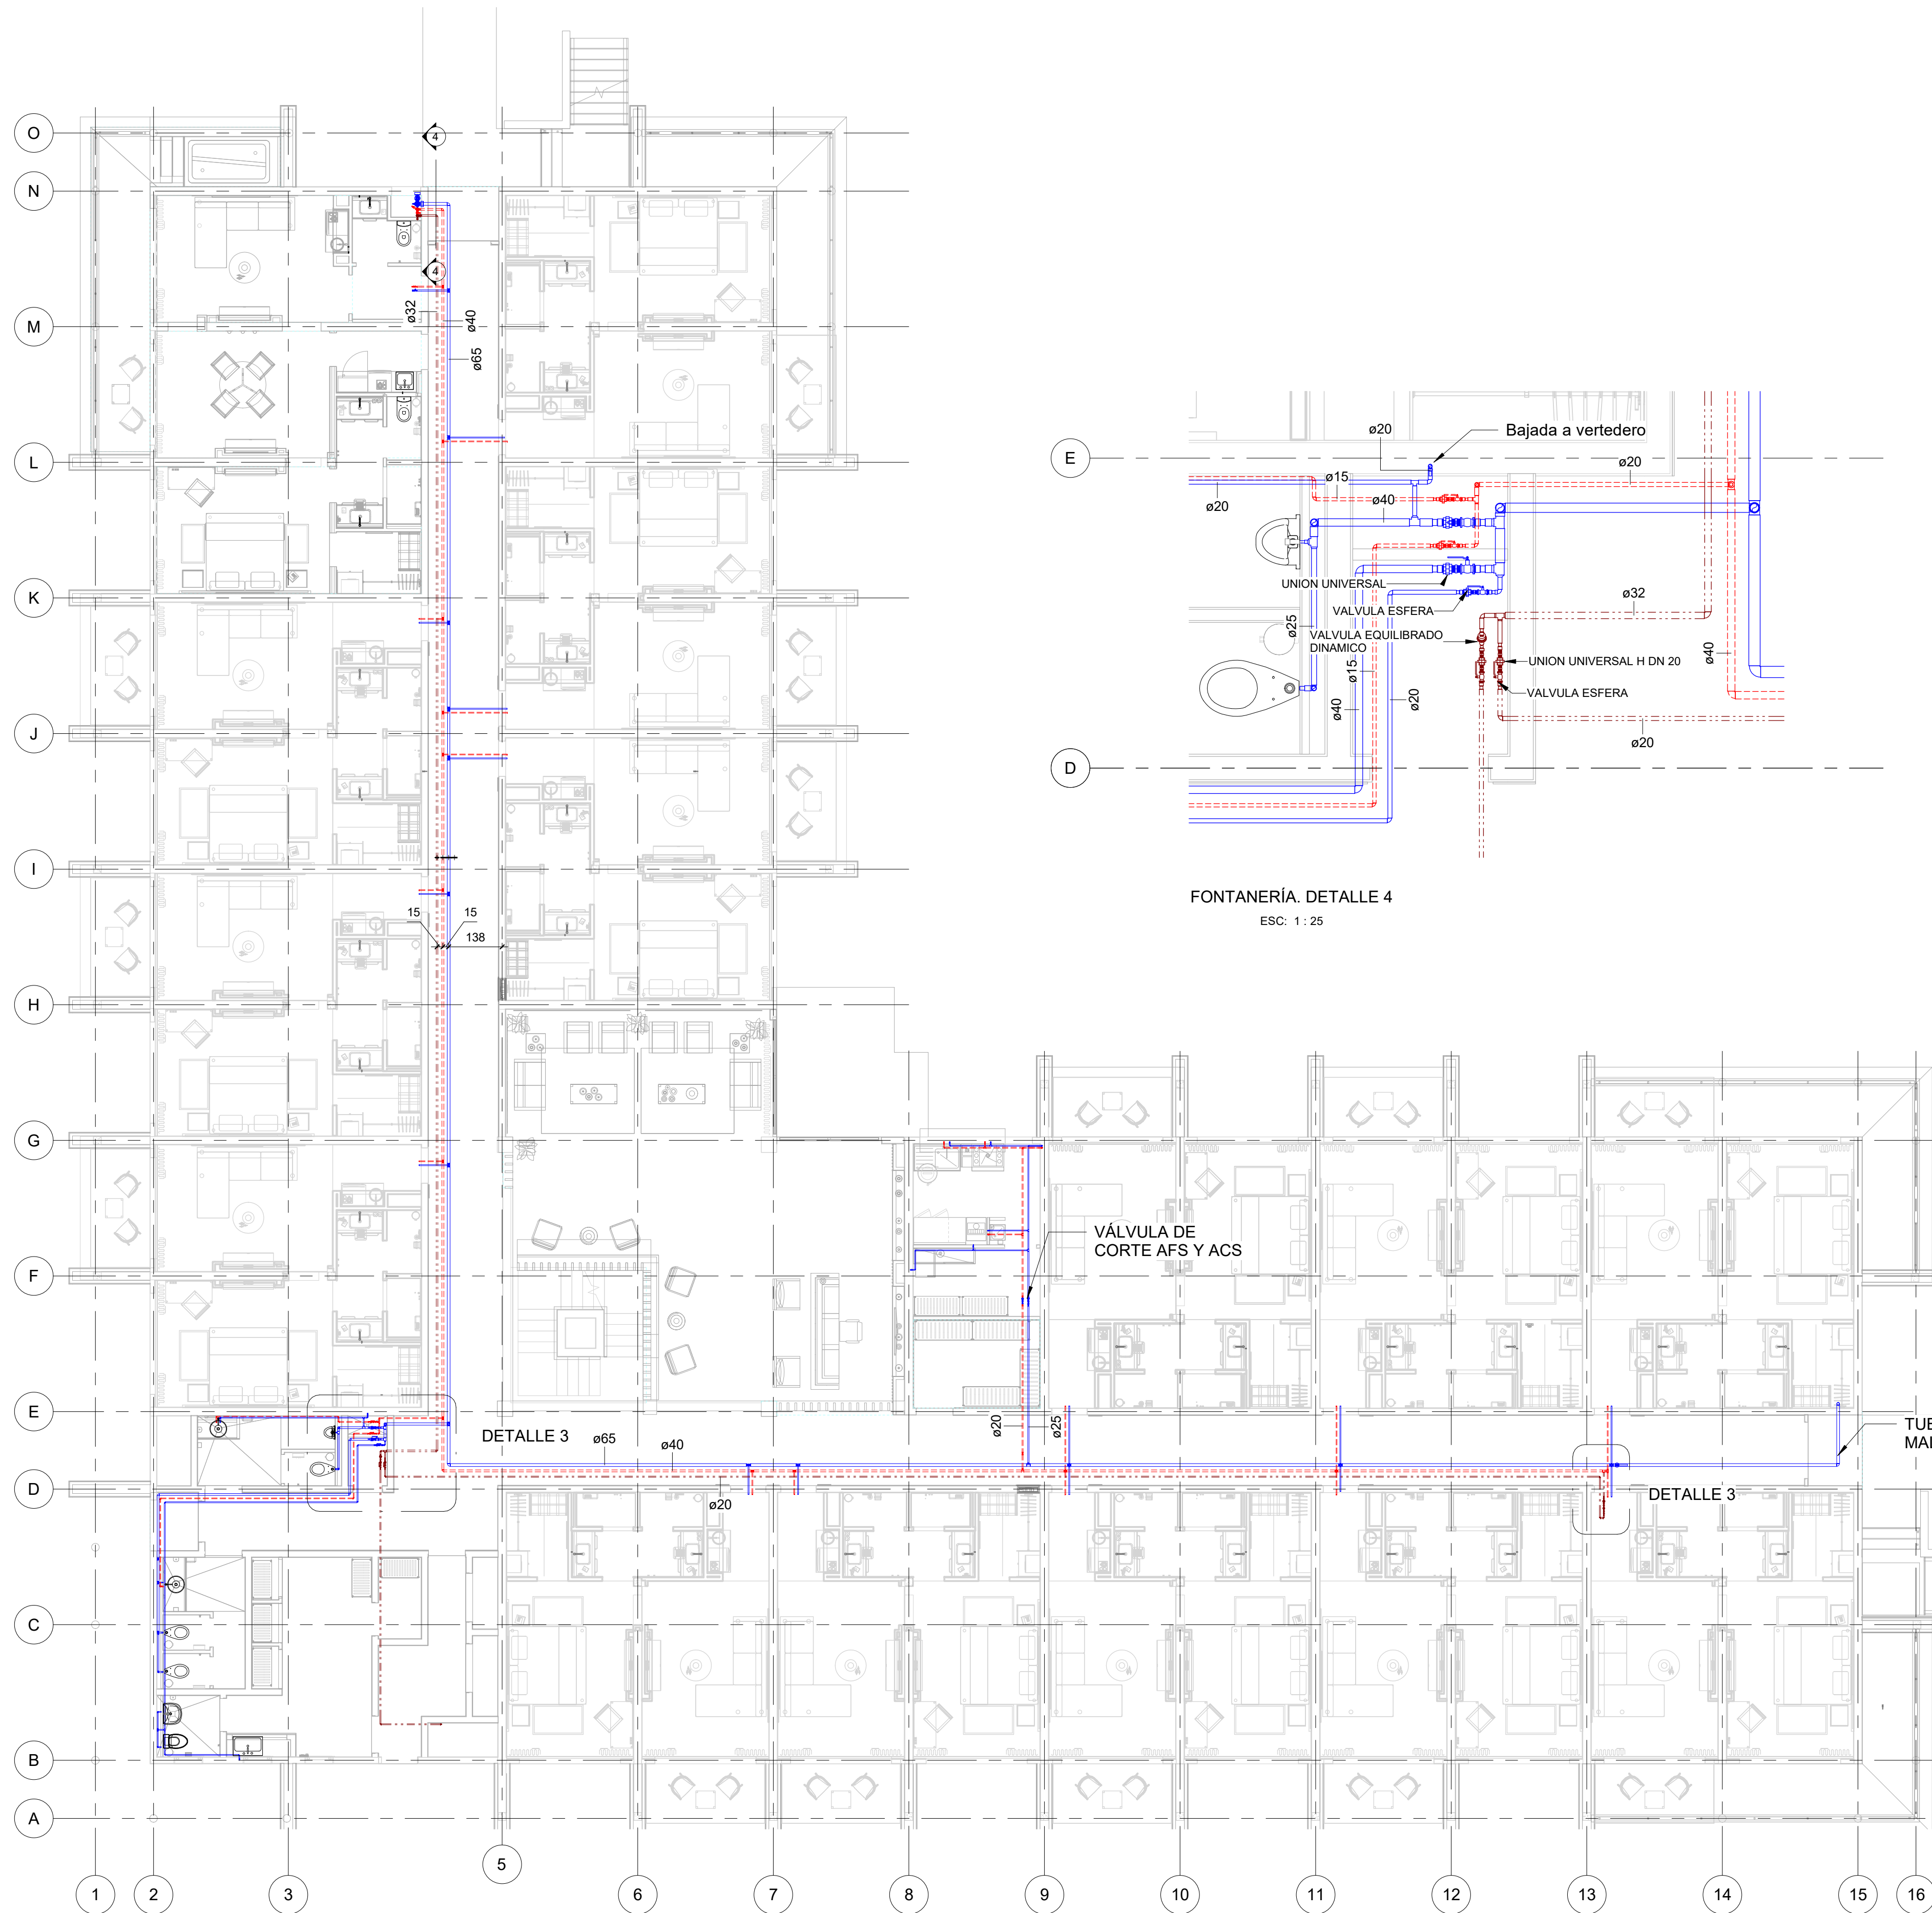 O
4
N
4
ø32
ø40
M
ø65
L
K
J
I
15
15
138
H
G
F
E
D
C
B
A
ø20
Bajada a vertedero
E
ø20
ø15
ø20
ø40
UNION UNIVERSAL
VALVULA ESFERA
ø32
ø25
VALVULA EQUILIBRADO
DINAMICO
UNION UNIVERSAL H DN 20
ø40
ø15
VALVULA ESFERA
ø40
ø20
ø20
D
FONTANERÍA. DETALLE 4
ESC: 1 : 25
VÁLVULA DE
CORTE AFS Y ACS
DETALLE 3
ø65
ø40
ø20
ø25
ø20
TUB
DETALLE 3
1
1
2
3
5
6
7
8
9
10
11
12
13
14
15
16